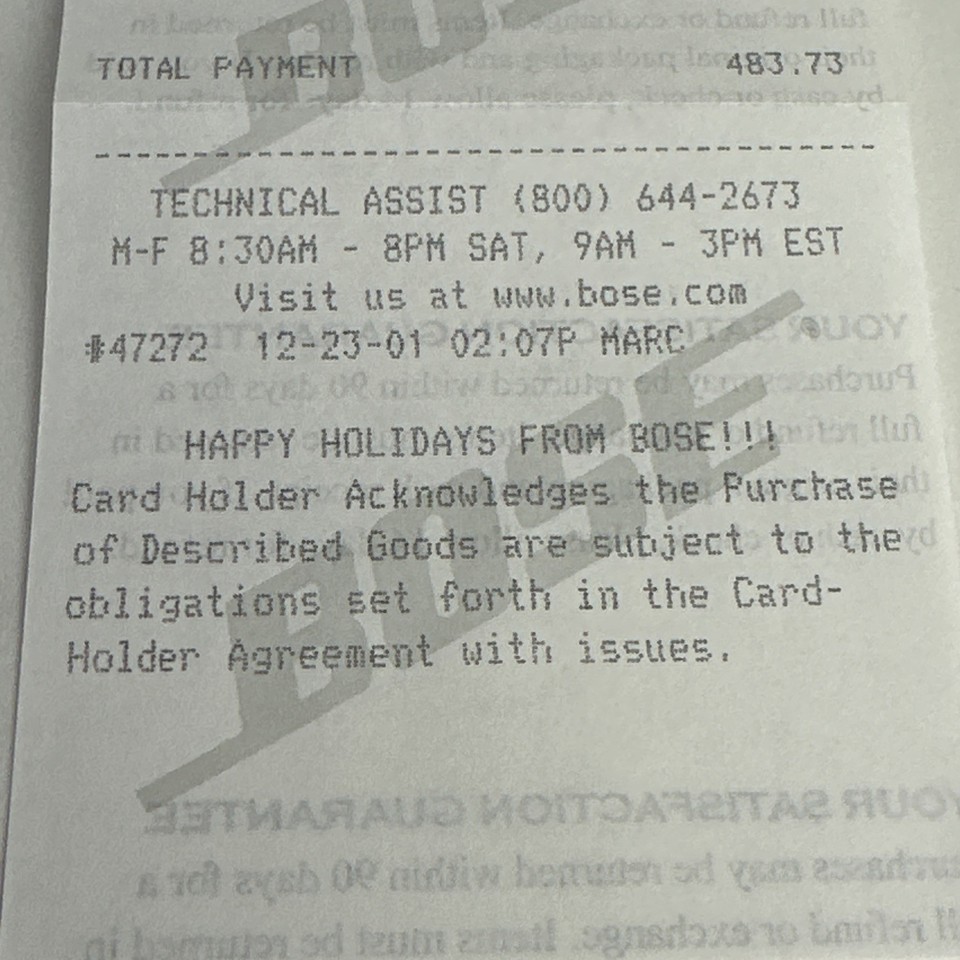 TOTAL PAYMENT 483.73
--------------------------------------------
TECHNICAL ASSIST (800) 644-2673
M-F 8:30AM - 8PM SAT, 9AM - 3PM EST
Visit us at www.bose.com
#47272 12-23-01 02:07P MARC
HAPPY HOLIDAYS FROM BOSE!!!
Card Holder Acknowledges the Purchase
of Described Goods are subject to the
obligations set forth in the Card-
Holder Agreement with issues.
BOSE
YOUR SATISFACTION GUARANTEE
Purchases may be returned within 90 days for a
full refund or exchange. Items must be returned in